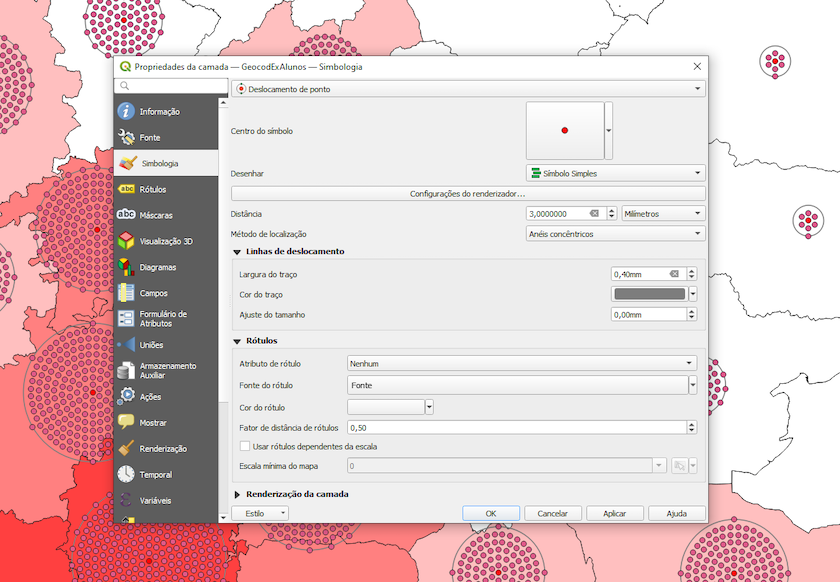 Propriedades da camada — GeocodExAlunos — Simbologia
Informação
Fonte
Simbologia
abc Rótulos
abc Máscaras
Visualização 3D
Diagramas
Campos
Formulário de
Atributos
Uniões
Armazenamento
Auxiliar
Ações
Mostrar
Renderização
Temporal
Variáveis
Deslocamento de ponto
Centro do símbolo
Desenhar
Símbolo Simples
Configurações do renderizador...
Distância
3,0000000
Milímetros
Método de localização
Anéis concêntricos
Linhas de deslocamento
Largura do traço
0,40mm
Cor do traço
Ajuste do tamanho
0,00mm
Rótulos
Atributo de rótulo
Nenhum
Fonte do rótulo
Fonte
Cor do rótulo
Fator de distância de rótulos
0,50
Usar rótulos dependentes da escala
Escala mínima do mapa
0
Renderização da camada
Estilo
OK
Cancelar
Aplicar
Ajuda